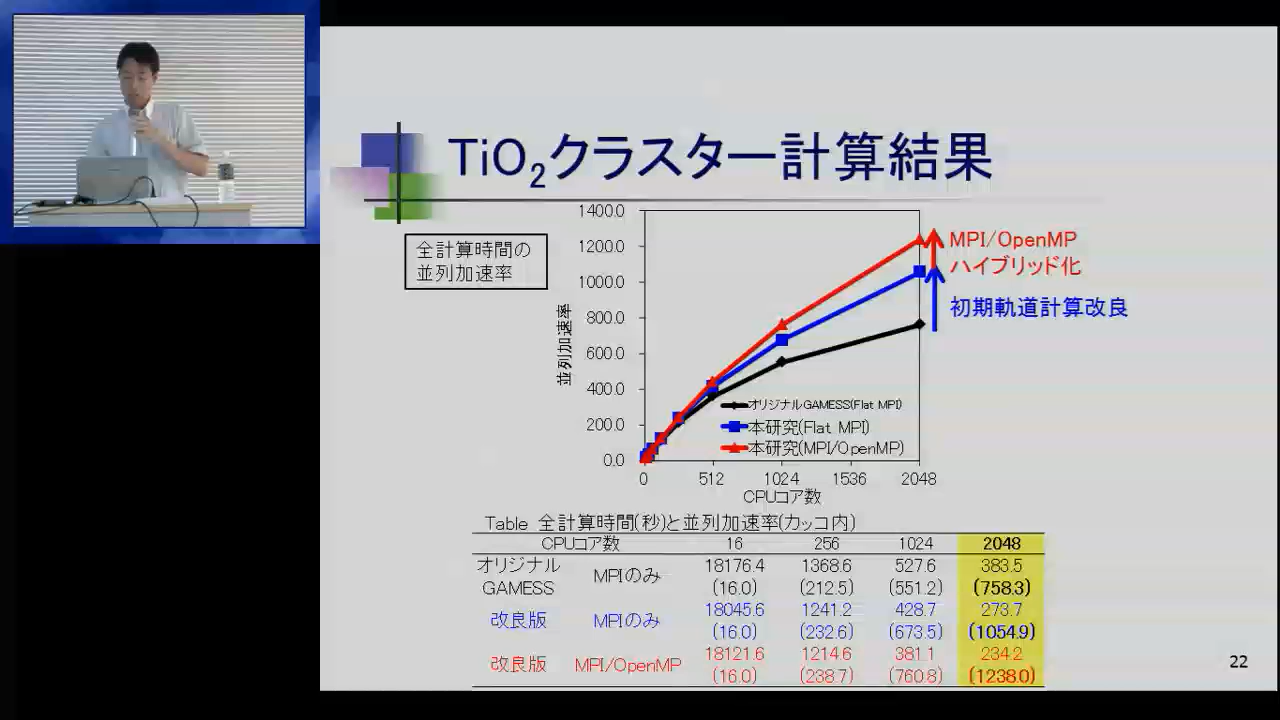 TiO2クラスター計算結果
全計算時間の
並列加速率
1400.0
1200.0
1000.0
800.0
600.0
400.0
200.0
0.0
並列加速率
0 512 1024 1536 2048
CPUコア数
オリジナルGAMESS(Flat MPI)
本研究(Flat MPI)
本研究(MPI/OpenMP)
MPI/OpenMP
ハイブリッド化
初期軌道計算改良
Table 全計算時間(秒)と並列加速率(カッコ内)
CPUコア数 16 256 1024 2048
オリジナル GAMESS MPIのみ 18176.4 1368.6 527.6 383.5
(16.0) (212.5) (551.2) (758.3)
改良版 MPIのみ 18045.6 1241.2 428.7 273.7
(16.0) (232.6) (673.5) (1054.9)
改良版 MPI/OpenMP 18121.6 1214.6 381.1 234.2
(16.0) (238.7) (760.8) (1238.0)
22